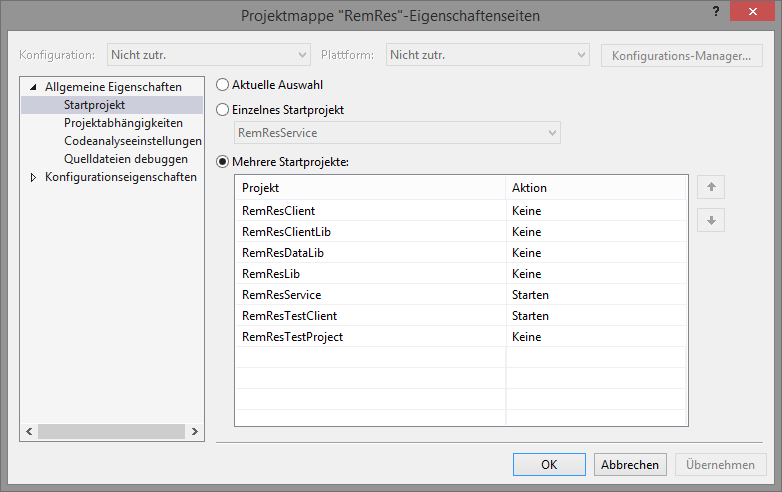 Projektmappe "RemRes"-Eigenschaftenseiten
? ×
Konfiguration: Nicht zutr. Plattform: Nicht zutr. Konfigurations-Manager...
Allgemeine Eigenschaften
Startprojekt
Projektabhängigkeiten
Codeanalyseeinstellungen
Quelldateien debuggen
Konfigurationseigenschaften
Aktuelle Auswahl
Einzelnes Startprojekt
RemResService
Mehrere Startprojekte:
Projekt Aktion
RemResClient Keine
RemResClientLib Keine
RemResDataLib Keine
RemResLib Keine
RemResService Starten
RemResTestClient Starten
RemResTestProject Keine
OK Abbrechen Übernehmen